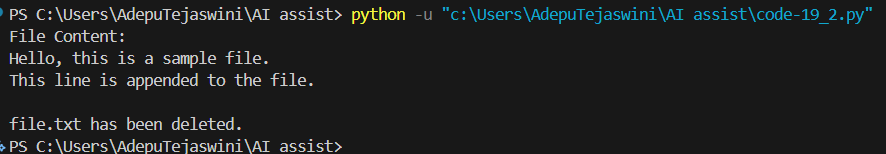 PS C:\Users\AdepuTejaswini\AI assist> python -u "c:\Users\AdepuTejaswini\AI assist\code-19_2.py"
File Content:
Hello, this is a sample file.
This line is appended to the file.
file.txt has been deleted.
PS C:\Users\AdepuTejaswini\AI assist>